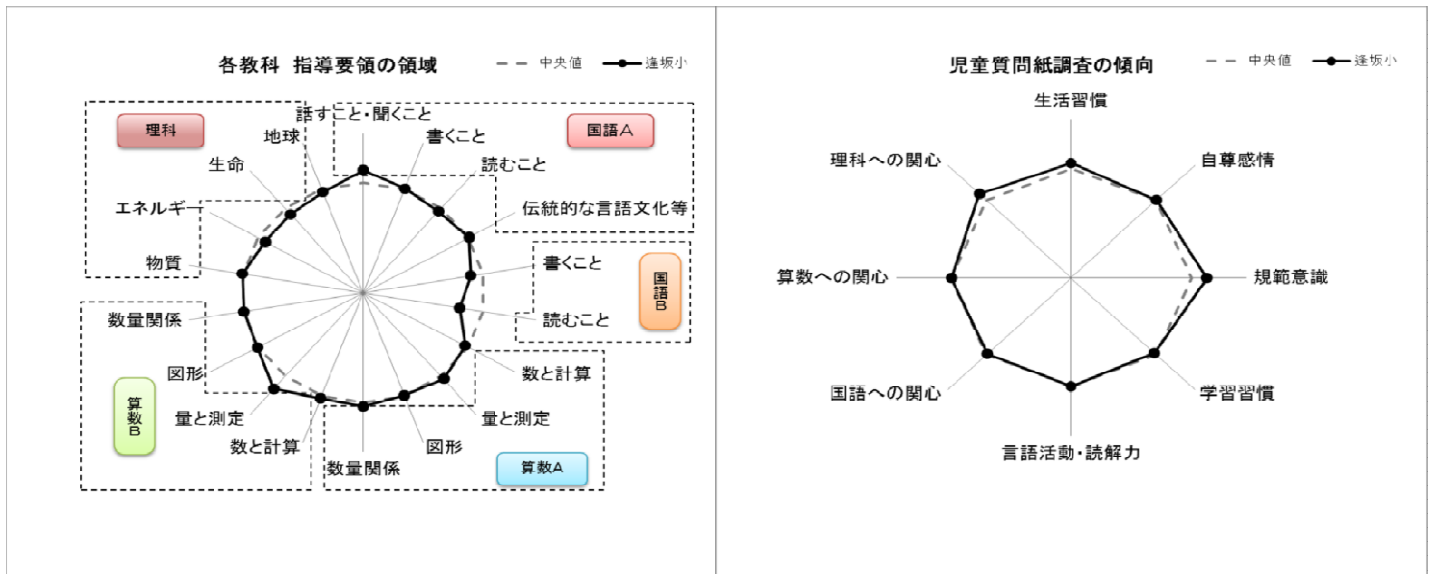 各教科 指導要領の領域
中央値
逢坂小
話すこと・聞くこと
書くこと
読むこと
伝統的な言語文化等
国語A
書くこと
読むこと
国語B
数と計算
量と測定
図形
数量関係
算数A
数と計算
量と測定
図形
数量関係
算数B
物質
エネルギー
生命
地球
理科
児童質問紙調査の傾向
中央値
逢坂小
生活習慣
自尊感情
規範意識
学習習慣
言語活動・読解力
国語への関心
算数への関心
理科への関心